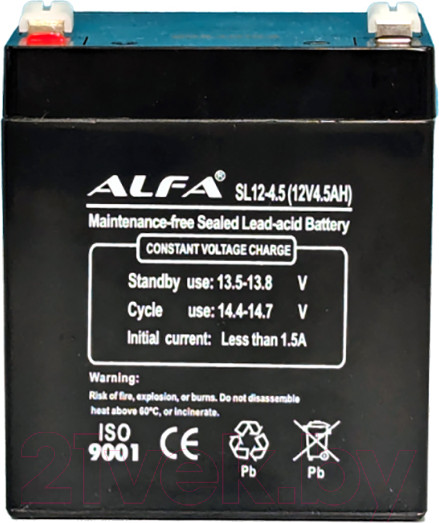 ALFA® SL12-4.5 (12V4.5AH)
Maintenance-free Sealed Lead-acid Battery
CONSTANT VOLTAGE CHARGE
Standby use: 13.5-13.8 V
Cycle use: 14.4-14.7 V
Initial current: Less than 1.5A
Warning:
Risk of fire, explosion, or burns. Do not disassemble
heat above 60°C, or incinerate.
ISO
9001
CE
Pb
Pb
21vek.by